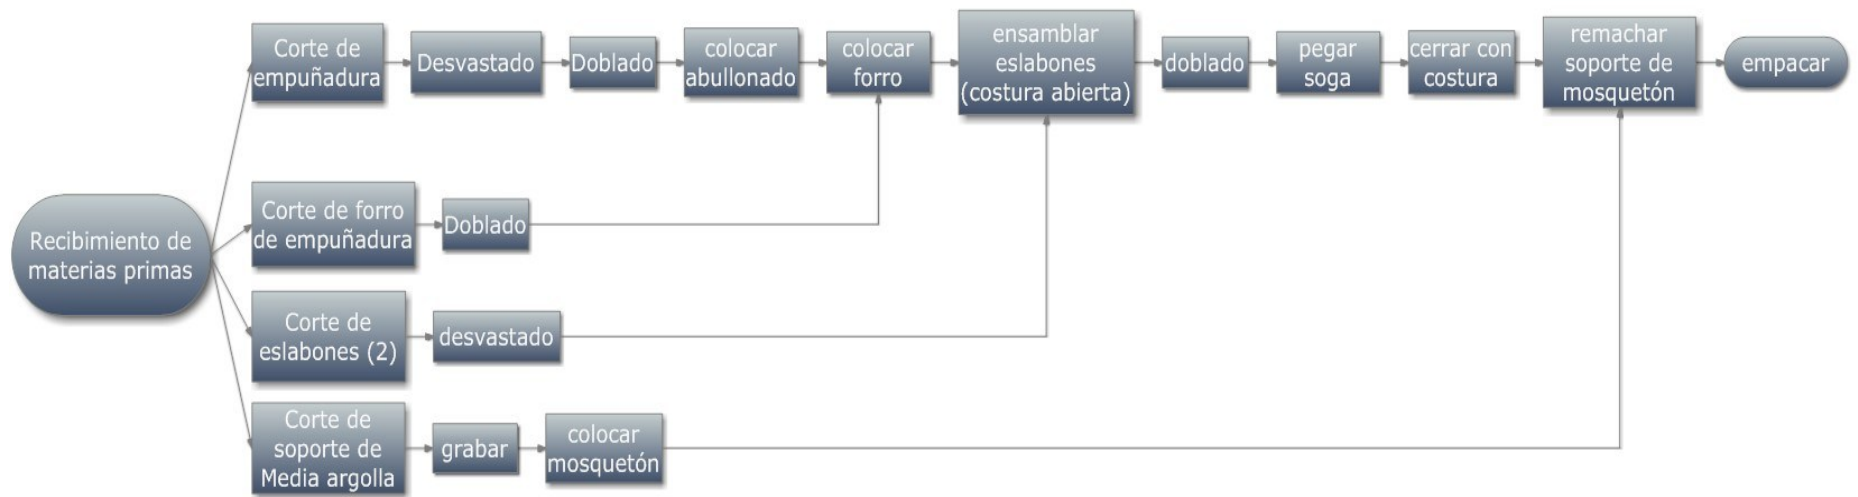 Corte de
empuñadura
Desvastado
Doblado
colocar
abullonado
colocar
forro
ensamblar
eslabones
(costura abierta)
doblado
pegar
soga
cerrar con
costura
remachar
soporte de
mosquetón
empacar
Recibimiento de
materias primas
Corte de forro
de empuñadura
Doblado
Corte de
eslabones (2)
desvastado
Corte de
soporte de
Media argolla
grabar
colocar
mosquetón